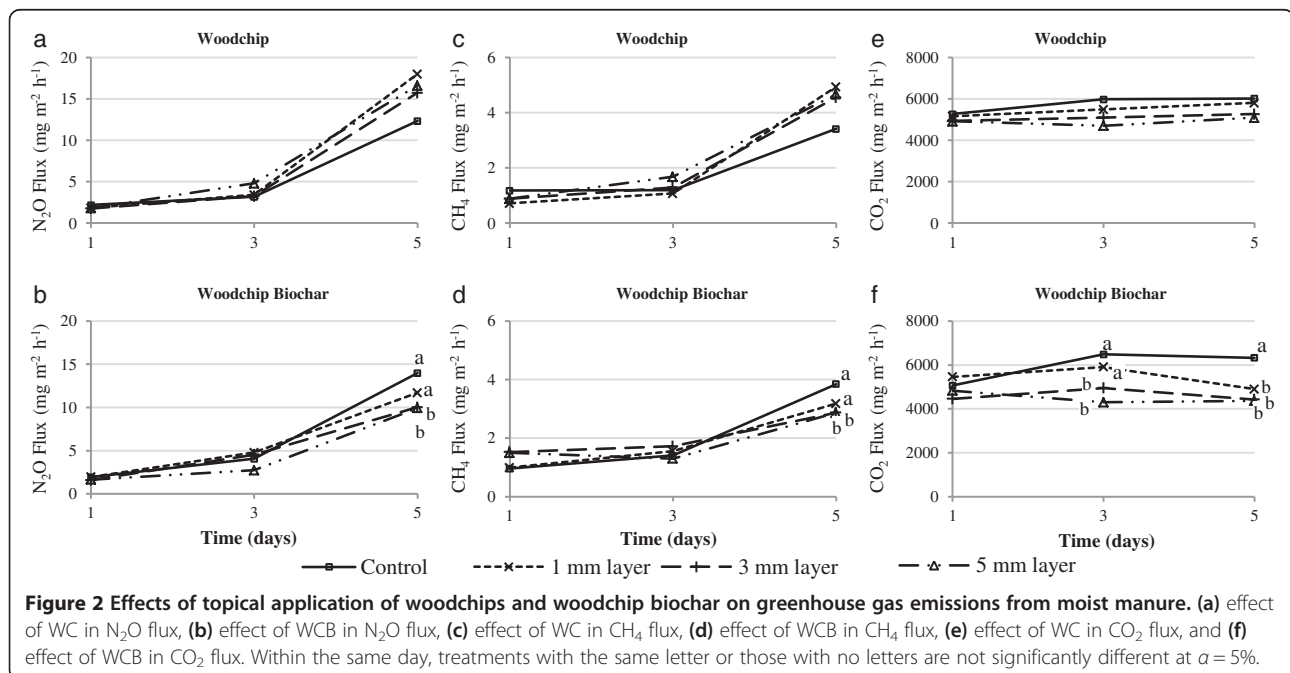 a
Woodchip
20
15
10
5
0
N₂O Flux (mg m⁻² h⁻¹)
1 3 5
c
Woodchip
6
4
2
0
CH₄ Flux (mg m⁻² h⁻¹)
1 3 5
e
Woodchip
8000
6000
4000
2000
0
CO₂ Flux (mg m⁻² h⁻¹)
1 3 5
b
Woodchip Biochar
20
15
10
5
0
N₂O Flux (mg m⁻² h⁻¹)
a
a
b
1 3 5
Time (days)
d
Woodchip Biochar
6
4
2
0
CH₄ Flux (mg m⁻² h⁻¹)
a
a
b
b
1 3 5
Time (days)
f
Woodchip Biochar
8000
6000
4000
2000
0
CO₂ Flux (mg m⁻² h⁻¹)
a
a
b
b
a
b
b
b
1 3 5
Time (days)
Control 1 mm layer 3 mm layer 5 mm layer
Figure 2 Effects of topical application of woodchips and woodchip biochar on greenhouse gas emissions from moist manure. (a) effect
of WC in N₂O flux, (b) effect of WCB in N₂O flux, (c) effect of WC in CH₄ flux, (d) effect of WCB in CH₄ flux, (e) effect of WC in CO₂ flux, and (f)
effect of WCB in CO₂ flux. Within the same day, treatments with the same letter or those with no letters are not significantly different at α = 5%.